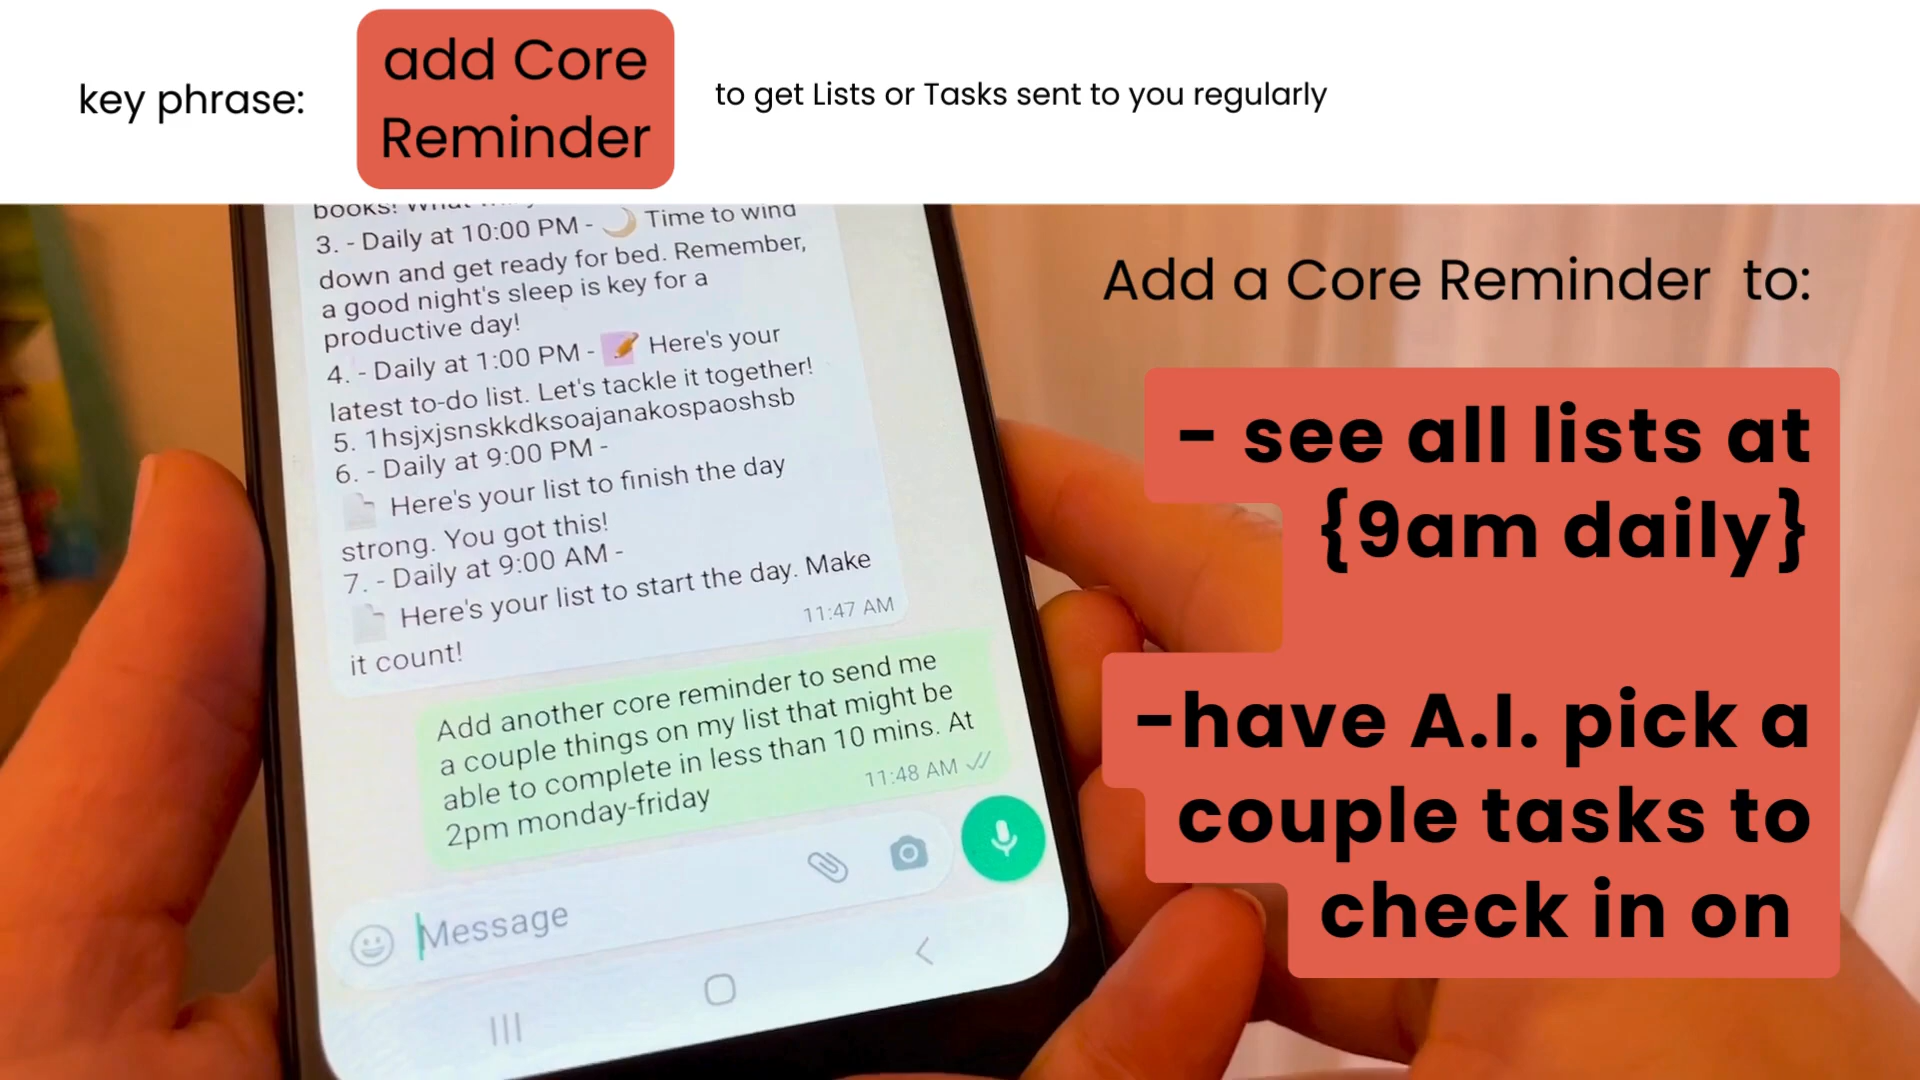 key phrase:
add Core
Reminder
to get Lists or Tasks sent to you regularly
books! What
3. - Daily at 10:00 PM - 🌙 Time to wind
down and get ready for bed. Remember,
a good night's sleep is key for a
productive day!
4. - Daily at 1:00 PM - 📝 Here's your
latest to-do list. Let's tackle it together!
5. 1hsjxjsnskkdksoajanakospaoshsb
6. - Daily at 9:00 PM -
📄 Here's your list to finish the day
strong. You got this!
7. - Daily at 9:00 AM -
📄 Here's your list to start the day. Make
it count!
11:47 AM
Add another core reminder to send me
a couple things on my list that might be
able to complete in less than 10 mins. At
2pm monday-friday
11:48 AM
Message
Add a Core Reminder to:
- see all lists at
{9am daily}
-have A.I. pick a
couple tasks to
check in on